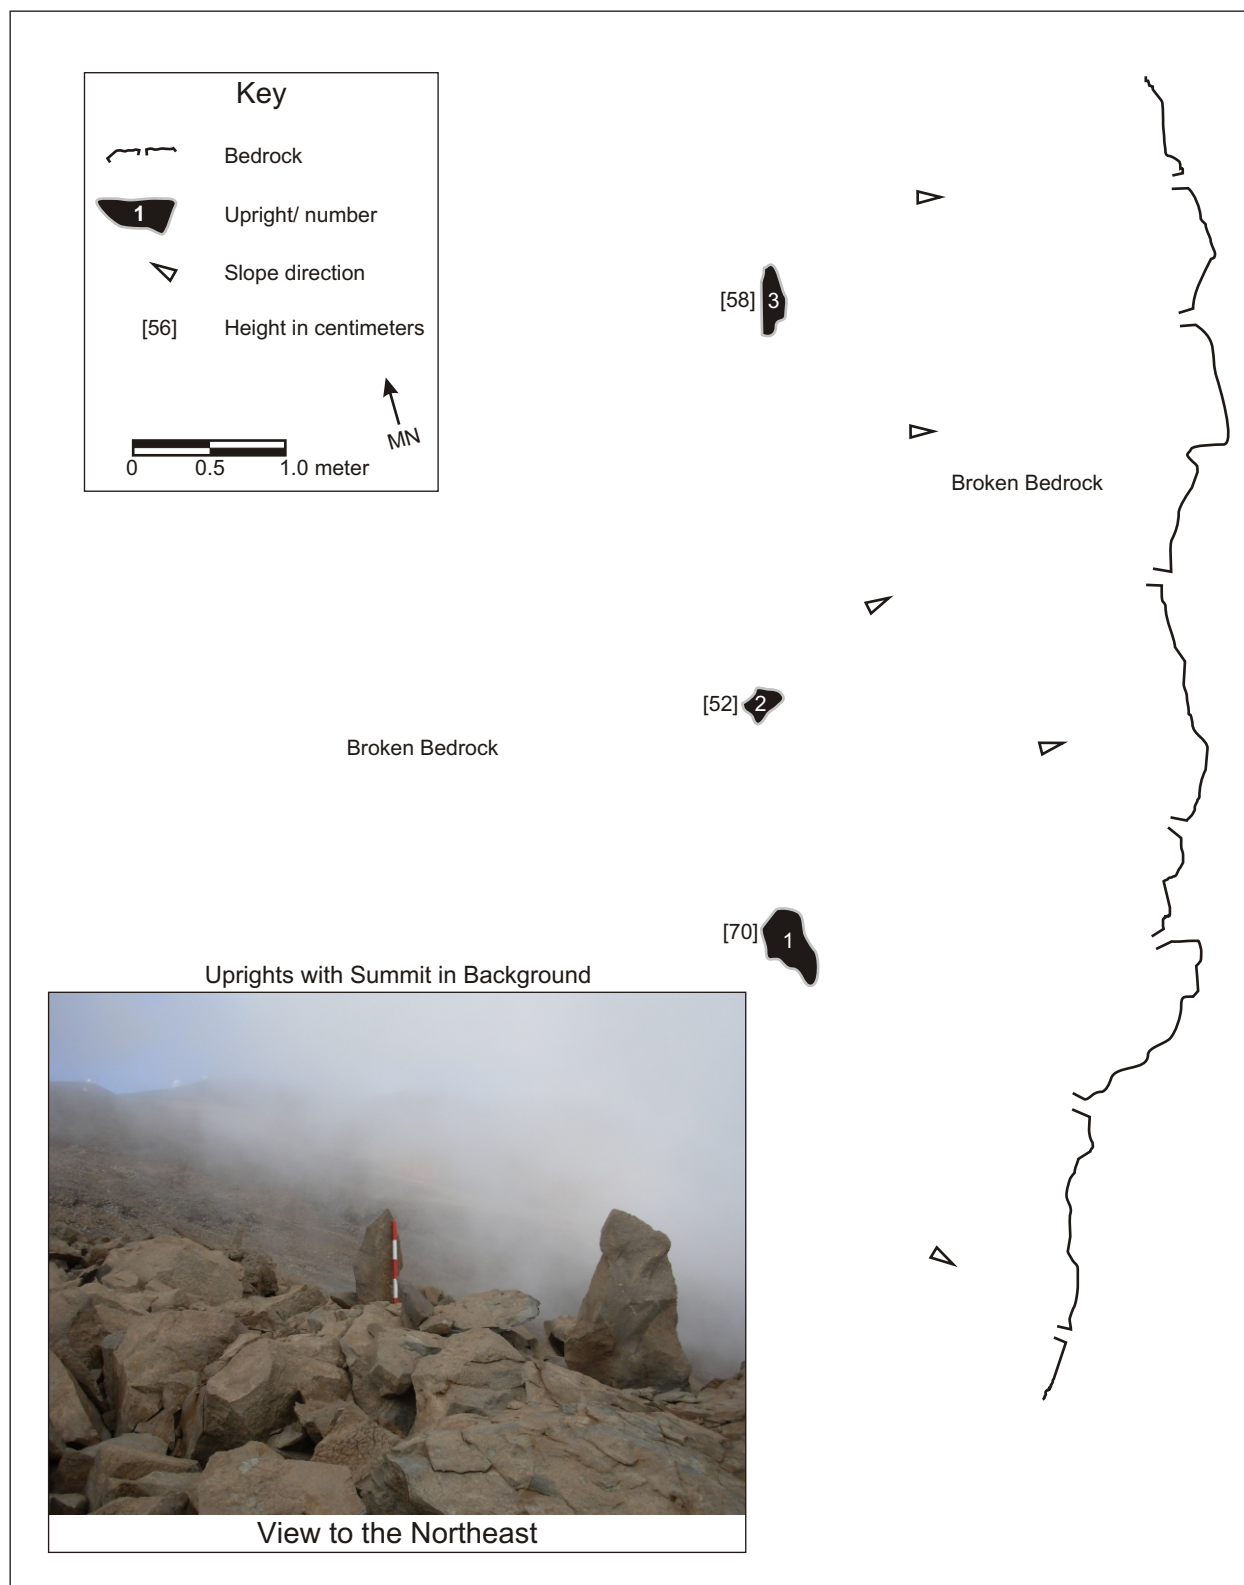 Key
Bedrock
1 Upright/ number
Slope direction
[56] Height in centimeters
MN
0 0.5 1.0 meter
[58] 3
Broken Bedrock
[52] 2
Broken Bedrock
[70] 1
Uprights with Summit in Background
View to the Northeast